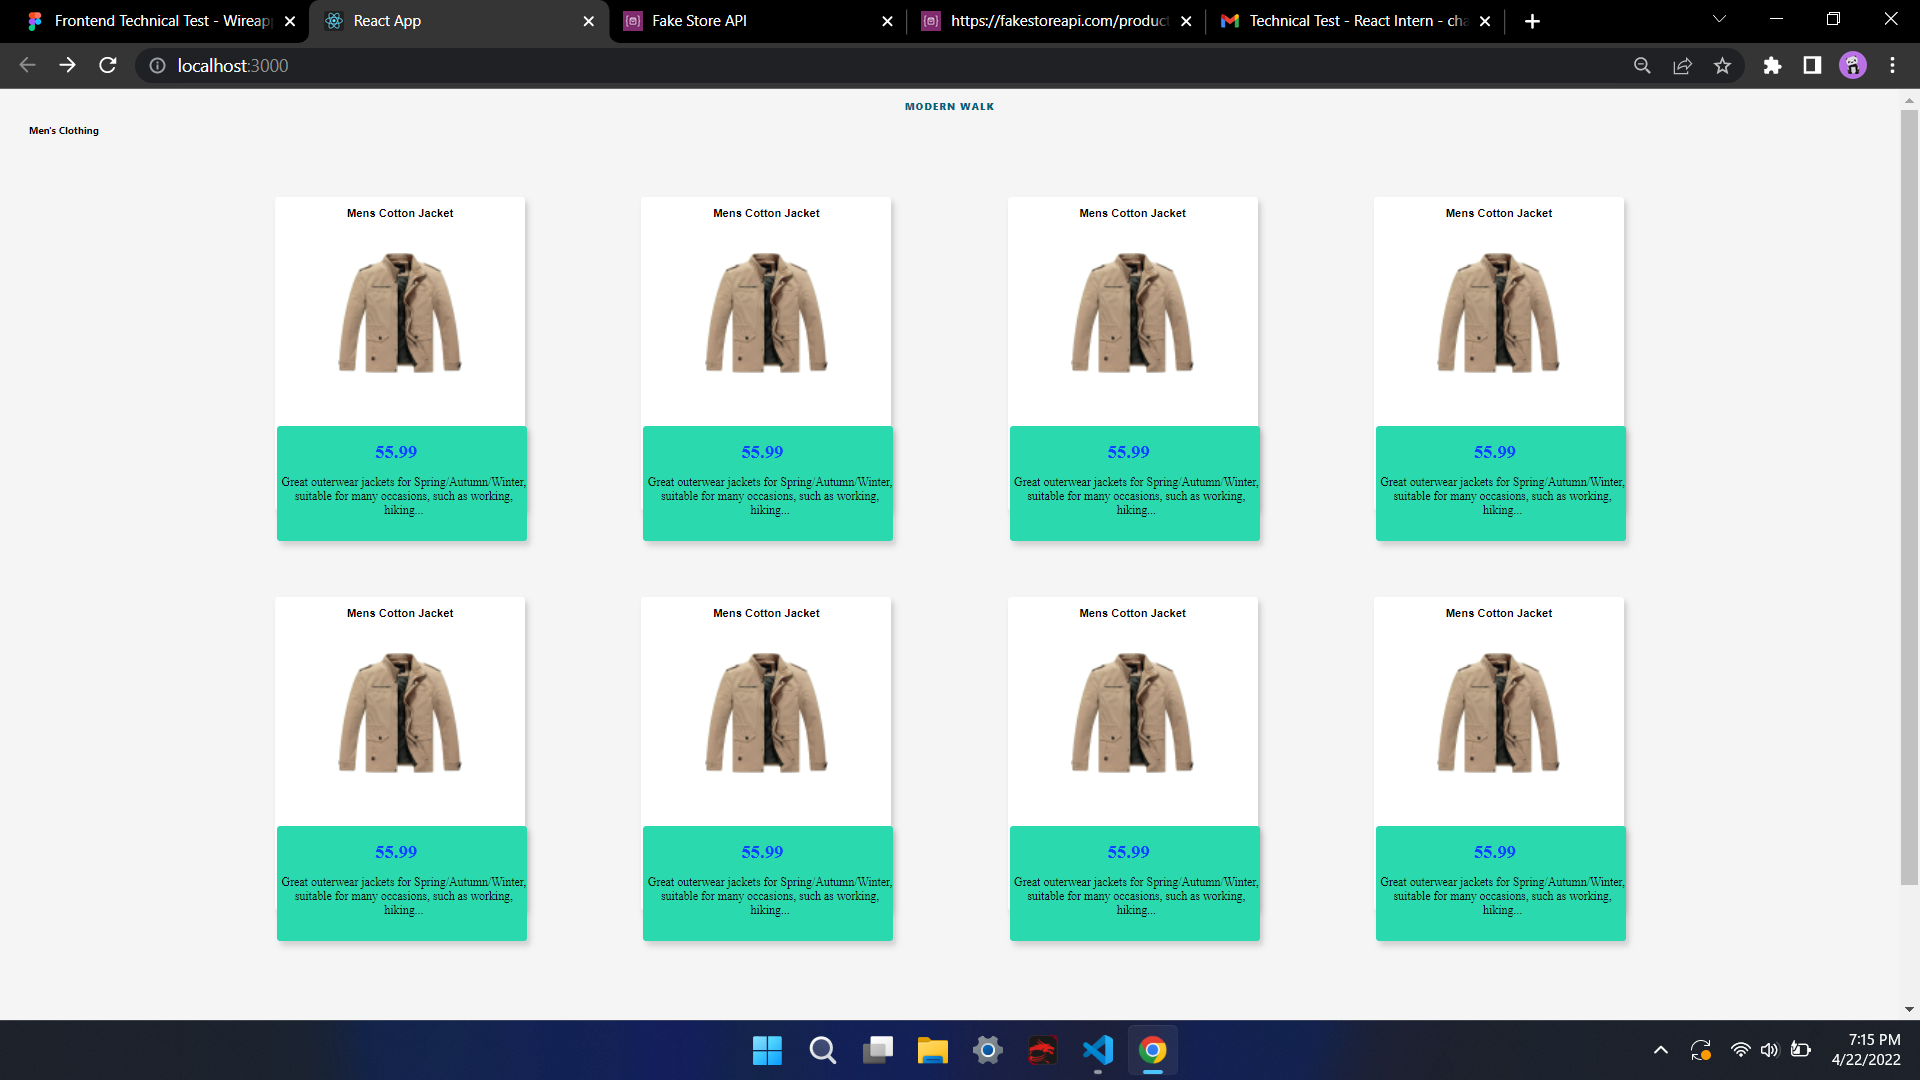 Frontend Technical Test - Wireapp
React App
Fake Store API
https://fakestoreapi.com/product
Technical Test - React Intern - cha
localhost:3000
MODERN WALK
Men's Clothing
Mens Cotton Jacket
Mens Cotton Jacket
Mens Cotton Jacket
Mens Cotton Jacket
55.99
55.99
55.99
55.99
Great outerwear jackets for Spring/Autumn/Winter,
suitable for many occasions, such as working,
hiking...
Great outerwear jackets for Spring/Autumn/Winter,
suitable for many occasions, such as working,
hiking...
Great outerwear jackets for Spring/Autumn/Winter,
suitable for many occasions, such as working,
hiking...
Great outerwear jackets for Spring/Autumn/Winter,
suitable for many occasions, such as working,
hiking...
Mens Cotton Jacket
Mens Cotton Jacket
Mens Cotton Jacket
Mens Cotton Jacket
55.99
55.99
55.99
55.99
Great outerwear jackets for Spring/Autumn/Winter,
suitable for many occasions, such as working,
hiking...
Great outerwear jackets for Spring/Autumn/Winter,
suitable for many occasions, such as working,
hiking...
Great outerwear jackets for Spring/Autumn/Winter,
suitable for many occasions, such as working,
hiking...
Great outerwear jackets for Spring/Autumn/Winter,
suitable for many occasions, such as working,
hiking...
7:15 PM
4/22/2022